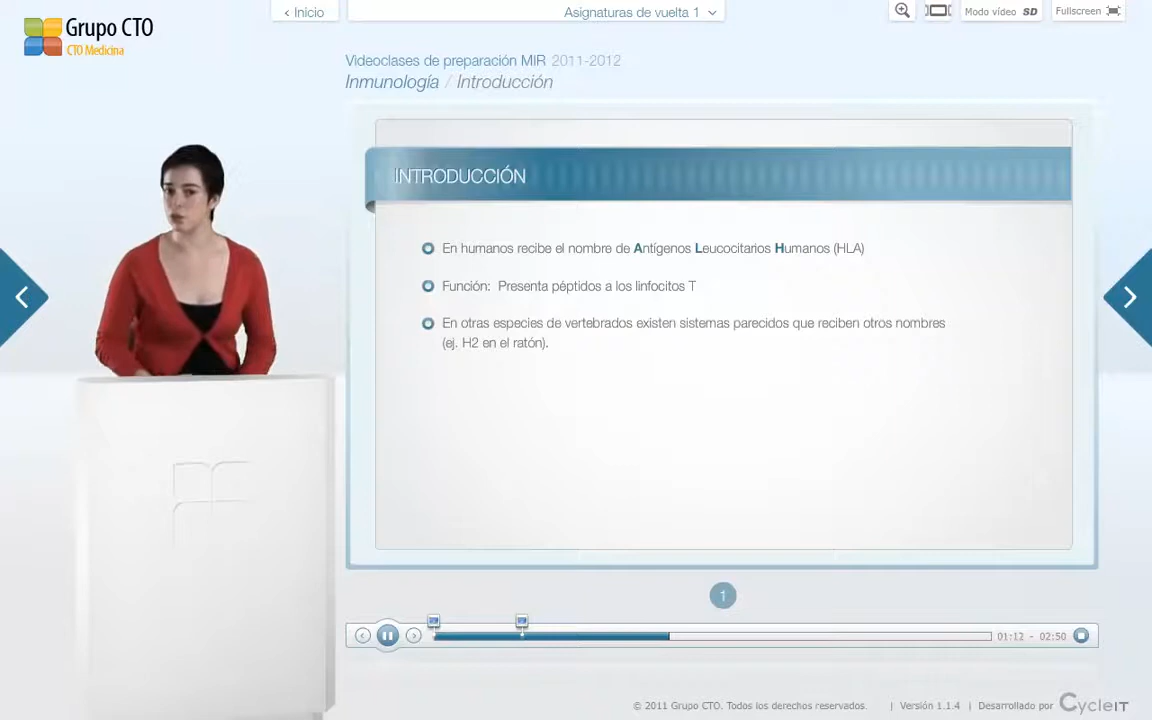 Grupo CTO
CTO Medicina
‹ Inicio
Asignaturas de vuelta 1
Modo vídeo SD
Fullscreen
Videoclases de preparación MIR 2011-2012
Inmunología / Introducción
INTRODUCCIÓN
En humanos recibe el nombre de Antígenos Leucocitarios Humanos (HLA)
Función: Presenta péptidos a los linfocitos T
En otras especies de vertebrados existen sistemas parecidos que reciben otros nombres
(ej. H2 en el ratón).
1
01:12 - 02:50
© 2011 Grupo CTO. Todos los derechos reservados. | Versión 1.1.4 | Desarrollado por CycleIT